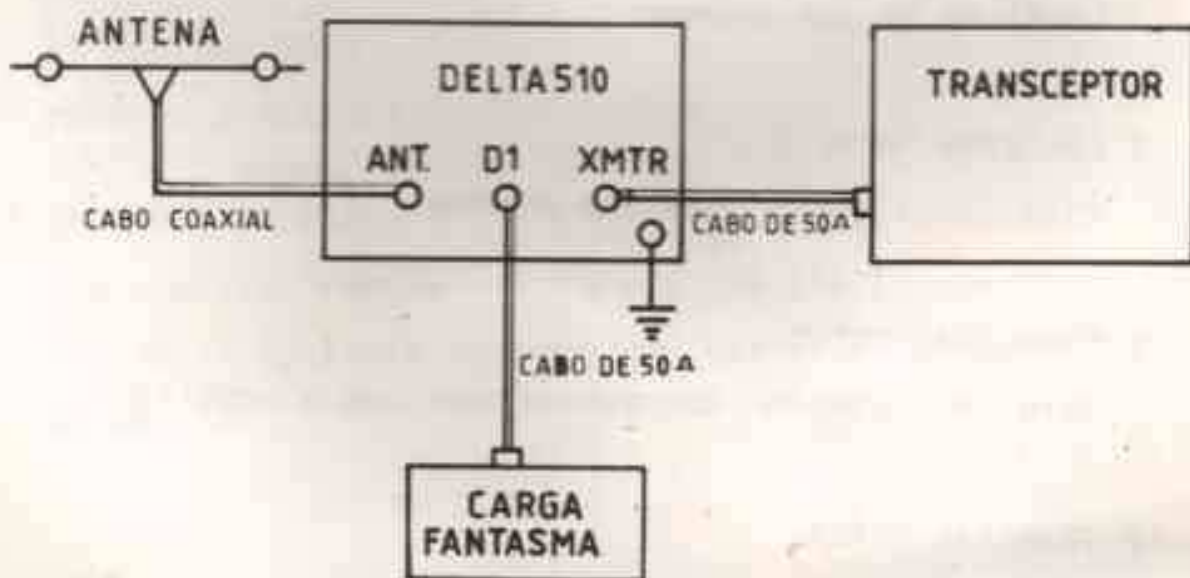 ANTENA
DELTA 510
TRANSCEPTOR
ANT.
D1
XMTR
CABO COAXIAL
CABO DE 50Ω
CABO DE 50Ω
CARGA
FANTASMA